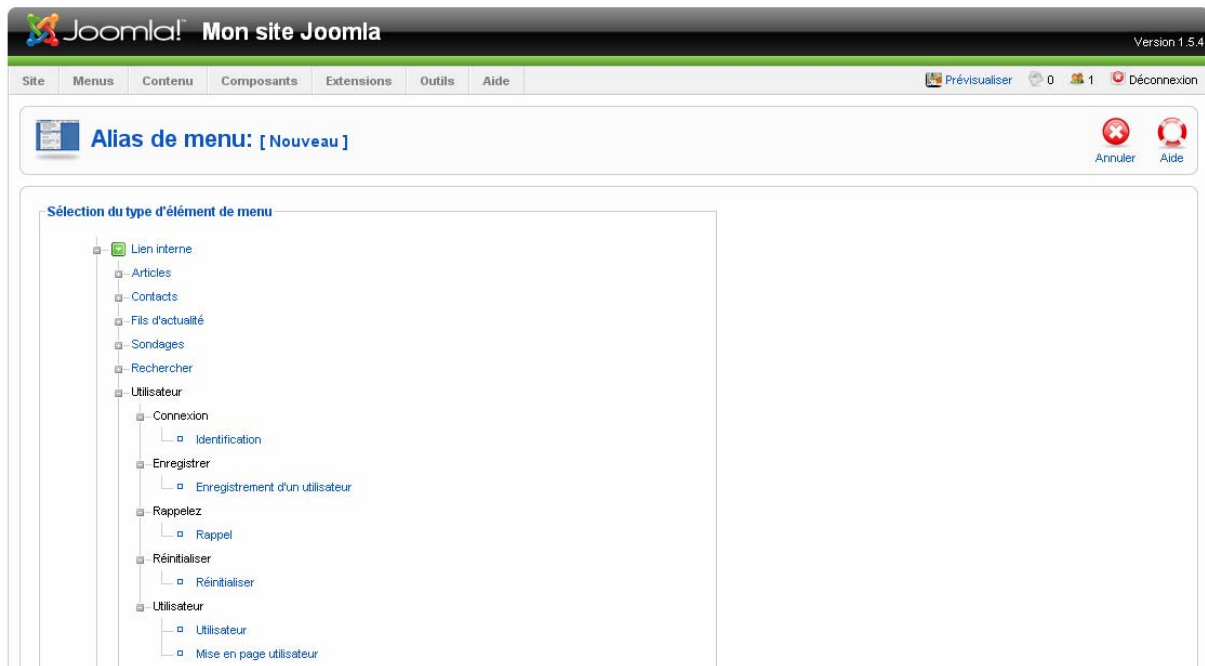 Joomla!™ Mon site Joomla
Version 1.5.4
Site Menus Contenu Composants Extensions Outils Aide Prévisualiser 0 1 Déconnexion
Alias de menu: [ Nouveau ]
Annuler Aide
Sélection du type d'élément de menu
Lien interne
Articles
Contacts
Fils d'actualité
Sondages
Rechercher
Utilisateur
Connexion
Identification
Enregistrer
Enregistrement d'un utilisateur
Rappelez
Rappel
Réinitialiser
Réinitialiser
Utilisateur
Utilisateur
Mise en page utilisateur